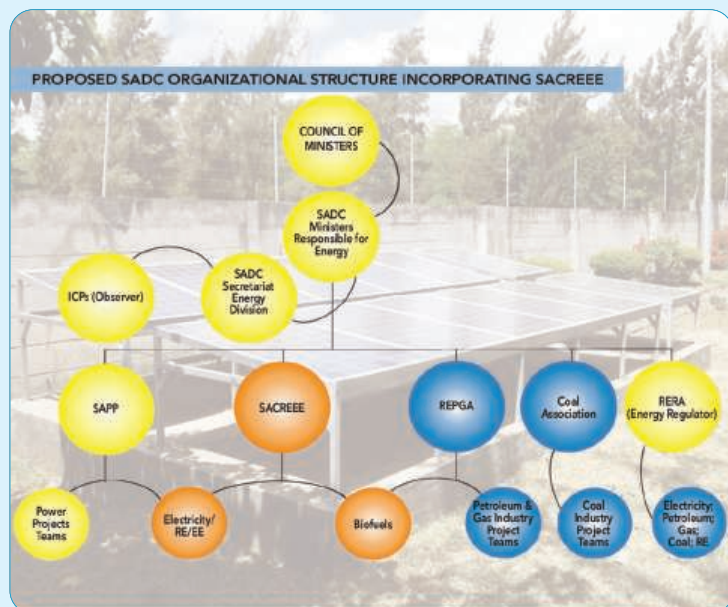 PROPOSED SADC ORGANIZATIONAL STRUCTURE INCORPORATING SACREEE
COUNCIL OF
MINISTERS
SADC
Ministers
Responsible for
Energy
SADC
Secretariat
Energy
Division
ICPs (Observer)
SAPP
SACREEE
REPGA
Coal
Association
RERA
(Energy Regulator)
Power
Projects
Teams
Electricity/
RE/EE
Biofuels
Petroleum &
Gas Industry
Project
Teams
Coal
Industry
Project
Teams
Electricity;
Petroleum;
Gas;
Coal; RE